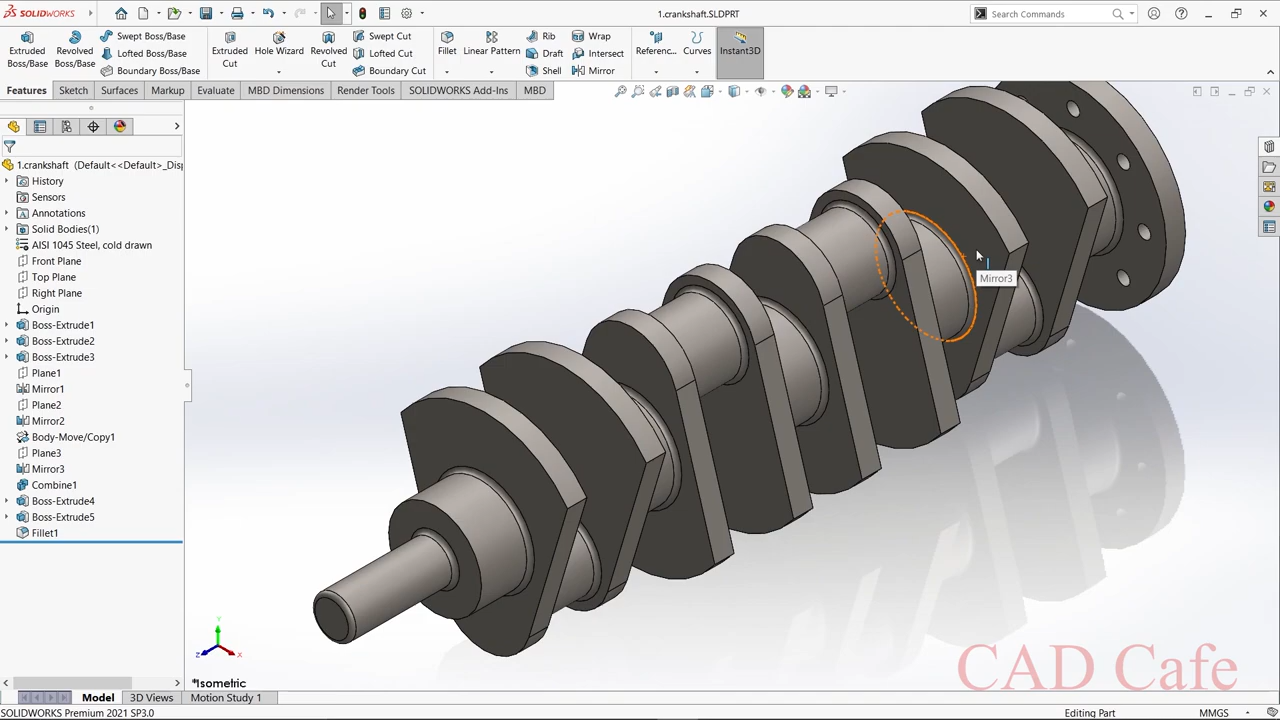 SOLIDWORKS
1.crankshaft.SLDPRT
Search Commands
Extruded Boss/Base
Revolved Boss/Base
Swept Boss/Base
Lofted Boss/Base
Boundary Boss/Base
Extruded Cut
Hole Wizard
Revolved Cut
Swept Cut
Lofted Cut
Boundary Cut
Fillet
Linear Pattern
Rib
Draft
Shell
Wrap
Intersect
Mirror
Referenc...
Curves
Instant3D
Features Sketch Surfaces Markup Evaluate MBD Dimensions Render Tools SOLIDWORKS Add-Ins MBD
1.crankshaft (Default<<Default>_Disp
History
Sensors
Annotations
Solid Bodies(1)
AISI 1045 Steel, cold drawn
Front Plane
Top Plane
Right Plane
Origin
Boss-Extrude1
Boss-Extrude2
Boss-Extrude3
Plane1
Mirror1
Plane2
Mirror2
Body-Move/Copy1
Plane3
Mirror3
Combine1
Boss-Extrude4
Boss-Extrude5
Fillet1
Mirror3
Y
Z
X
*Isometric
CAD Cafe
Model 3D Views Motion Study 1
SOLIDWORKS Premium 2021 SP3.0
Editing Part
MMGS